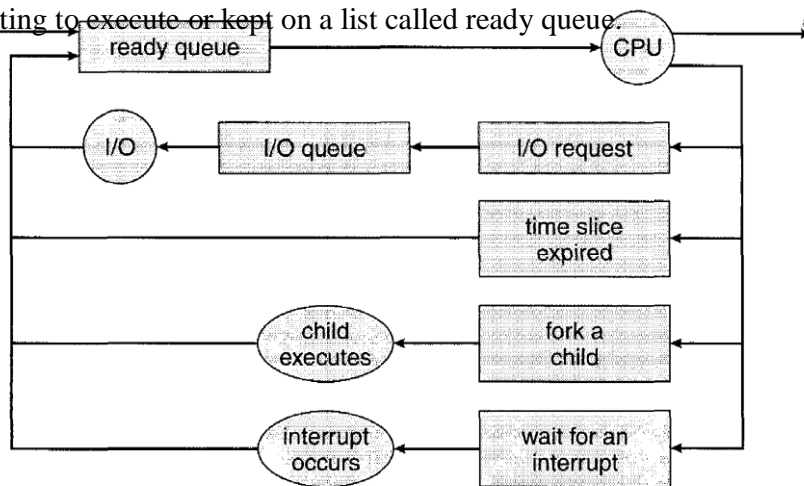 ting to execute or kept on a list called ready queue.
ready queue
CPU
I/O
I/O queue
I/O request
time slice
expired
child
executes
fork a
child
interrupt
occurs
wait for an
interrupt